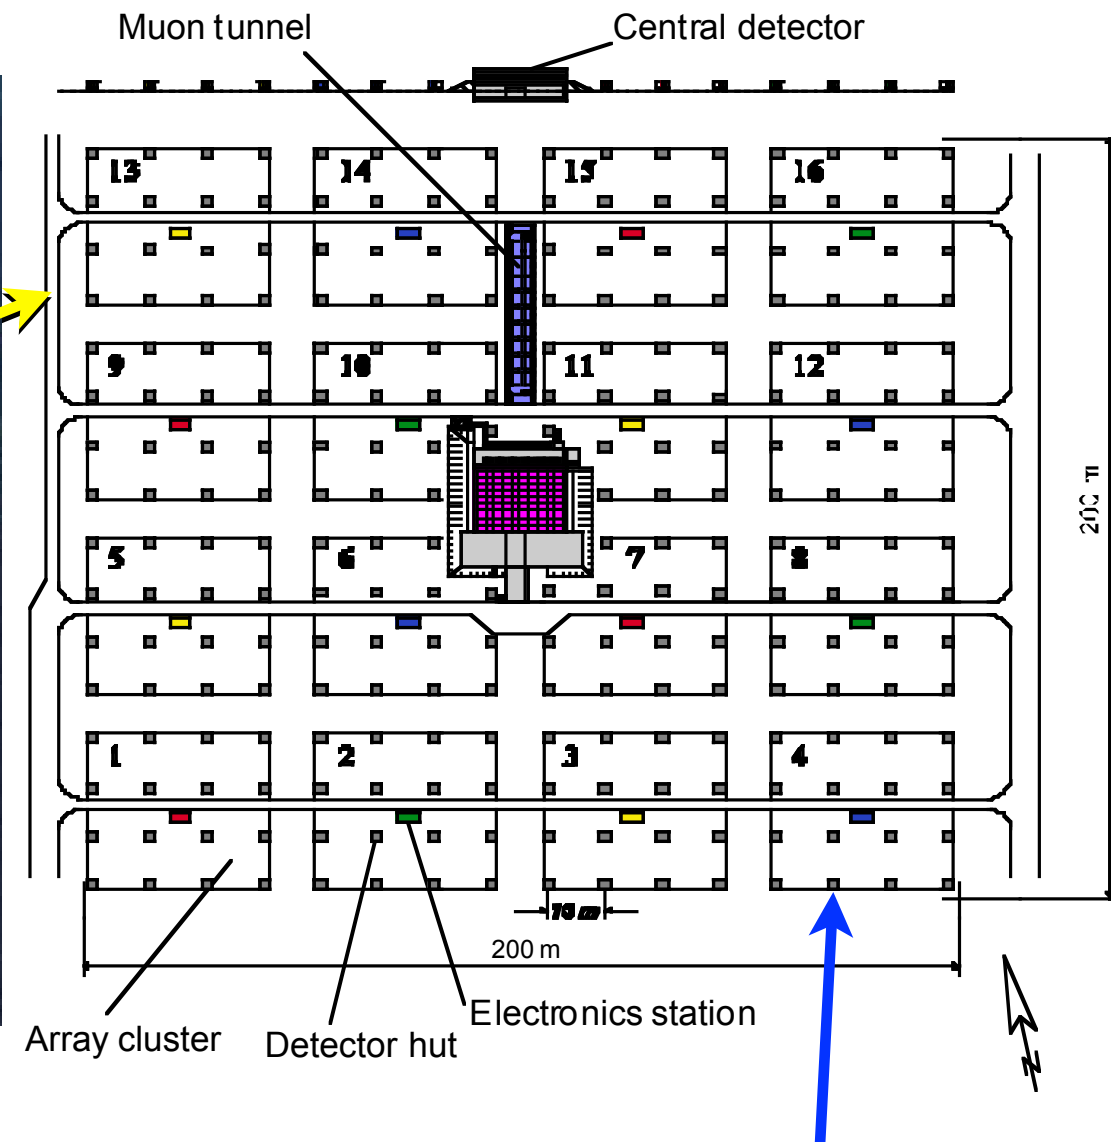 Muon tunnel
Central detector
13 14 15 16
9 10 11 12
200 m
5 6 7 8
1 2 3 4
200 m
Electronics station
Array cluster
Detector hut
N